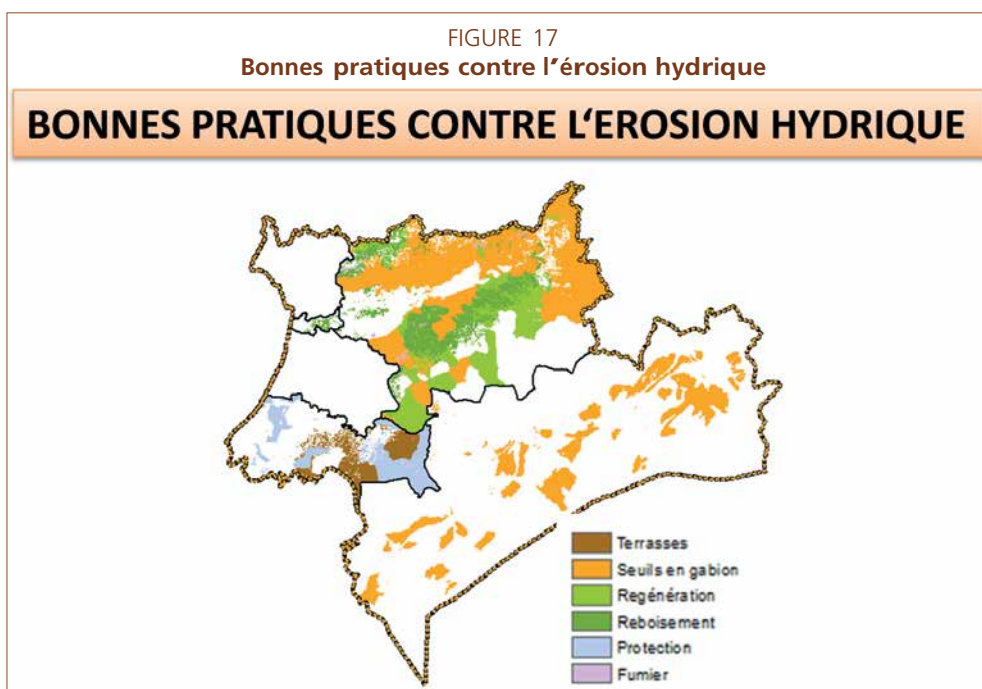 FIGURE 17
Bonnes pratiques contre l’érosion hydrique
BONNES PRATIQUES CONTRE L‘EROSION HYDRIQUE
Terrasses
Seuils en gabion
Regénération
Reboisement
Protection
Fumier